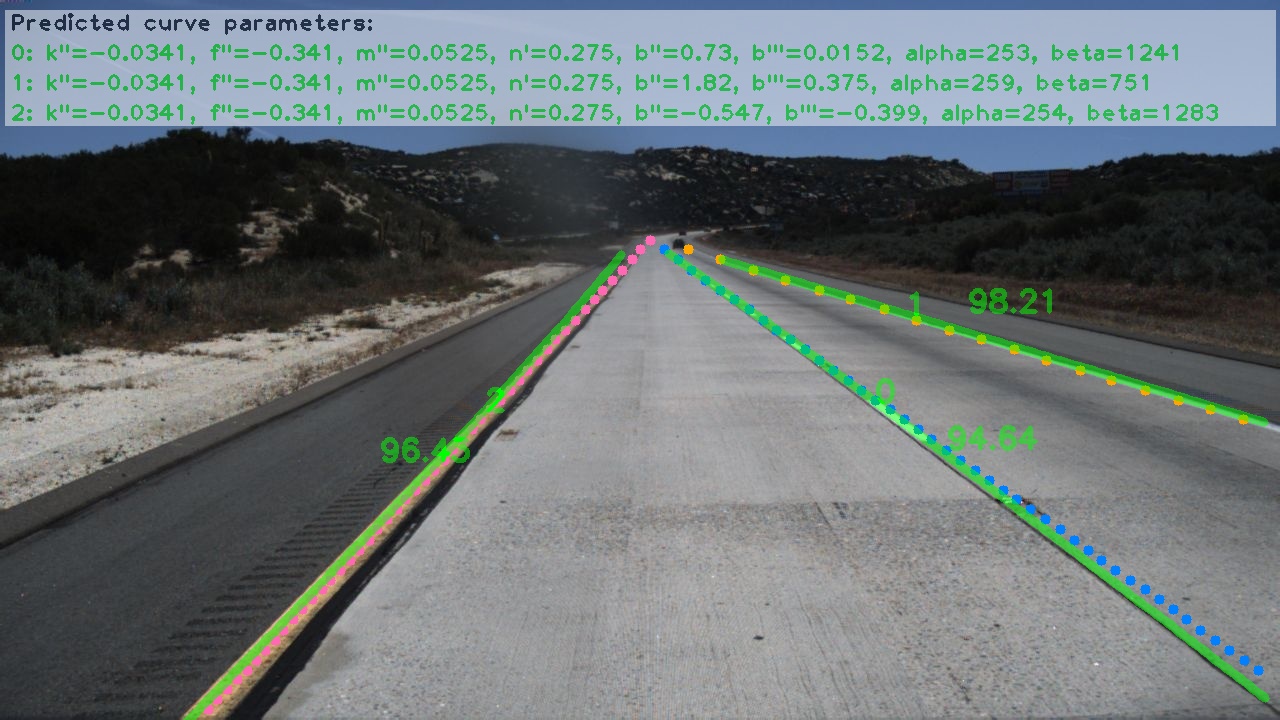 Predicted curve parameters:
0: k''=-0.0341, f''=-0.341, m''=0.0525, n'=0.275, b''=0.73, b'''=0.0152, alpha=253, beta=1241
1: k''=-0.0341, f''=-0.341, m''=0.0525, n'=0.275, b''=1.82, b'''=0.375, alpha=259, beta=751
2: k''=-0.0341, f''=-0.341, m''=0.0525, n'=0.275, b''=-0.547, b'''=-0.399, alpha=254, beta=1283
1 98.21
2 0
96.45 94.64